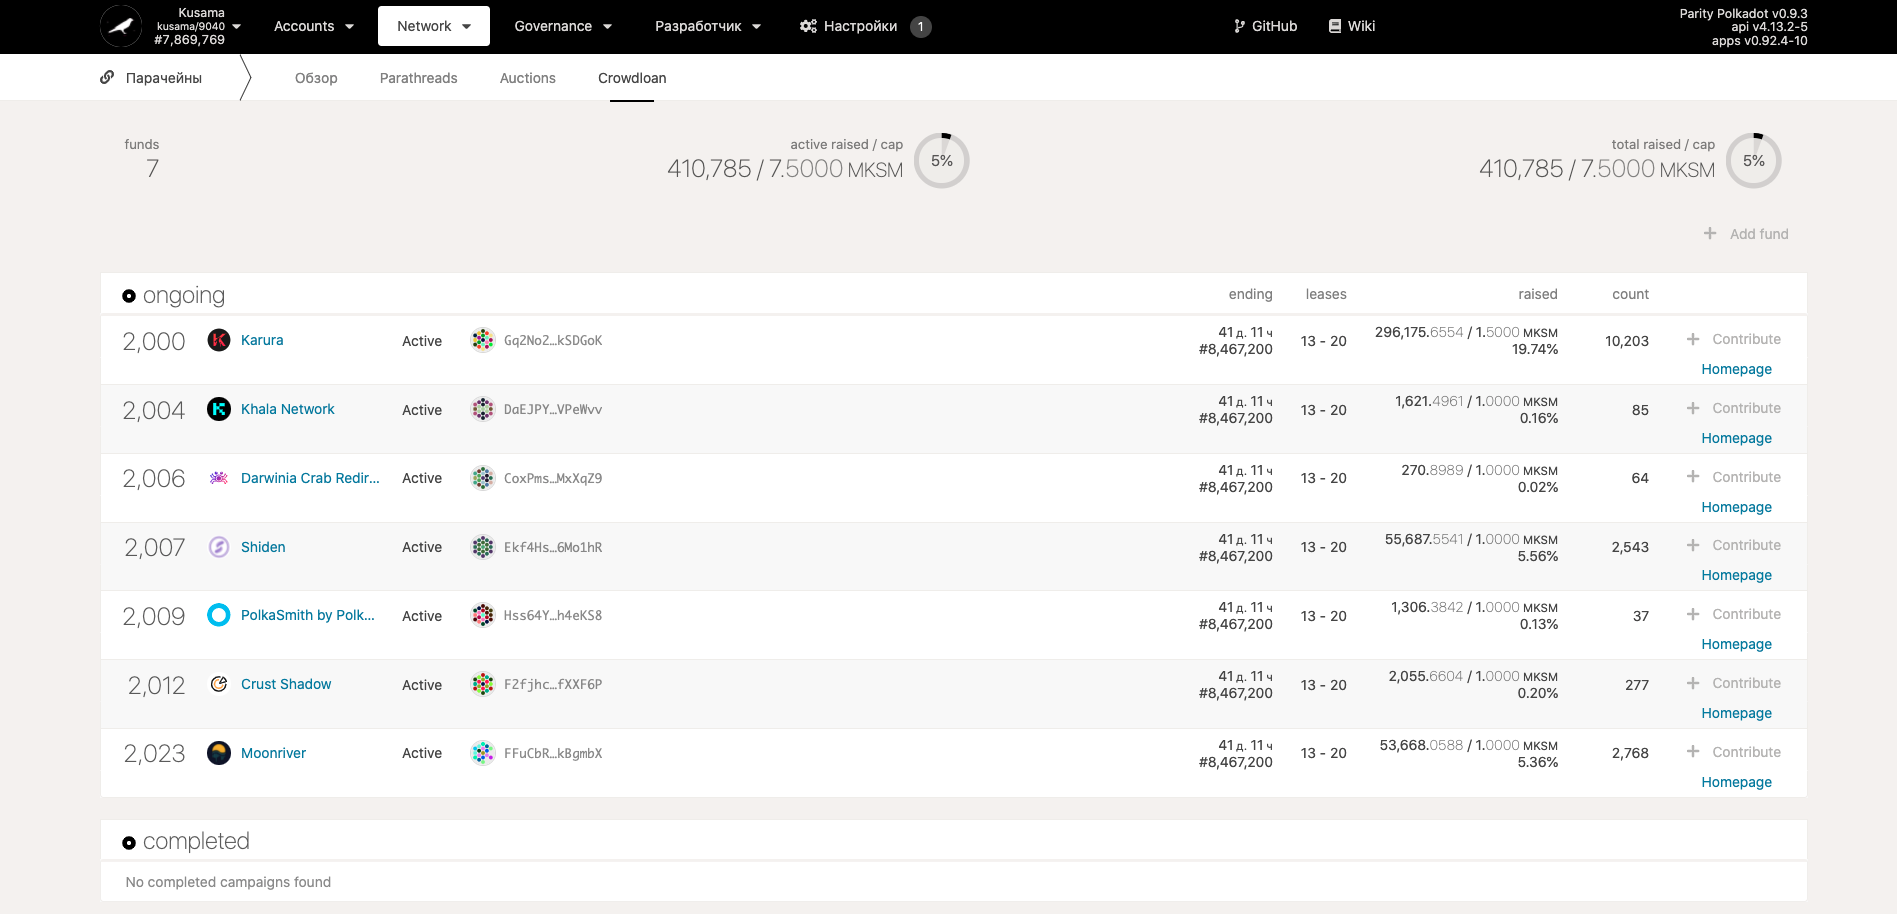 Kusama
kusama/9040
#7,869,769
Accounts
Network
Governance
Разработчик
Настройки 1
GitHub
Wiki
Parity Polkadot v0.9.3
api v4.13.2-5
apps v0.92.4-10
Парачейны
Обзор
Parathreads
Auctions
Crowdloan
funds
7
active raised / cap
410,785 / 7.5000 MKSM
5%
total raised / cap
410,785 / 7.5000 MKSM
5%
Add fund
ongoing ending leases raised count
2,000 Karura Active Gq2No2…kSDGoK 41 д. 11 ч 13 - 20 296,175.6554 / 1.5000 MKSM 10,203 Contribute
#8,467,200 19.74%
Homepage
2,004 Khala Network Active DaEJPY…VPeWvv 41 д. 11 ч 13 - 20 1,621.4961 / 1.0000 MKSM 85 Contribute
#8,467,200 0.16%
Homepage
2,006 Darwinia Crab Redir... Active CoxPms…MxXqZ9 41 д. 11 ч 13 - 20 270.8989 / 1.0000 MKSM 64 Contribute
#8,467,200 0.02%
Homepage
2,007 Shiden Active Ekf4Hs…6Mo1hR 41 д. 11 ч 13 - 20 55,687.5541 / 1.0000 MKSM 2,543 Contribute
#8,467,200 5.56%
Homepage
2,009 PolkaSmith by Polk... Active Hss64Y…h4eKS8 41 д. 11 ч 13 - 20 1,306.3842 / 1.0000 MKSM 37 Contribute
#8,467,200 0.13%
Homepage
2,012 Crust Shadow Active F2fjhc…fXXF6P 41 д. 11 ч 13 - 20 2,055.6604 / 1.0000 MKSM 277 Contribute
#8,467,200 0.20%
Homepage
2,023 Moonriver Active FFuCbR…kBgmbX 41 д. 11 ч 13 - 20 53,668.0588 / 1.0000 MKSM 2,768 Contribute
#8,467,200 5.36%
Homepage
completed
No completed campaigns found